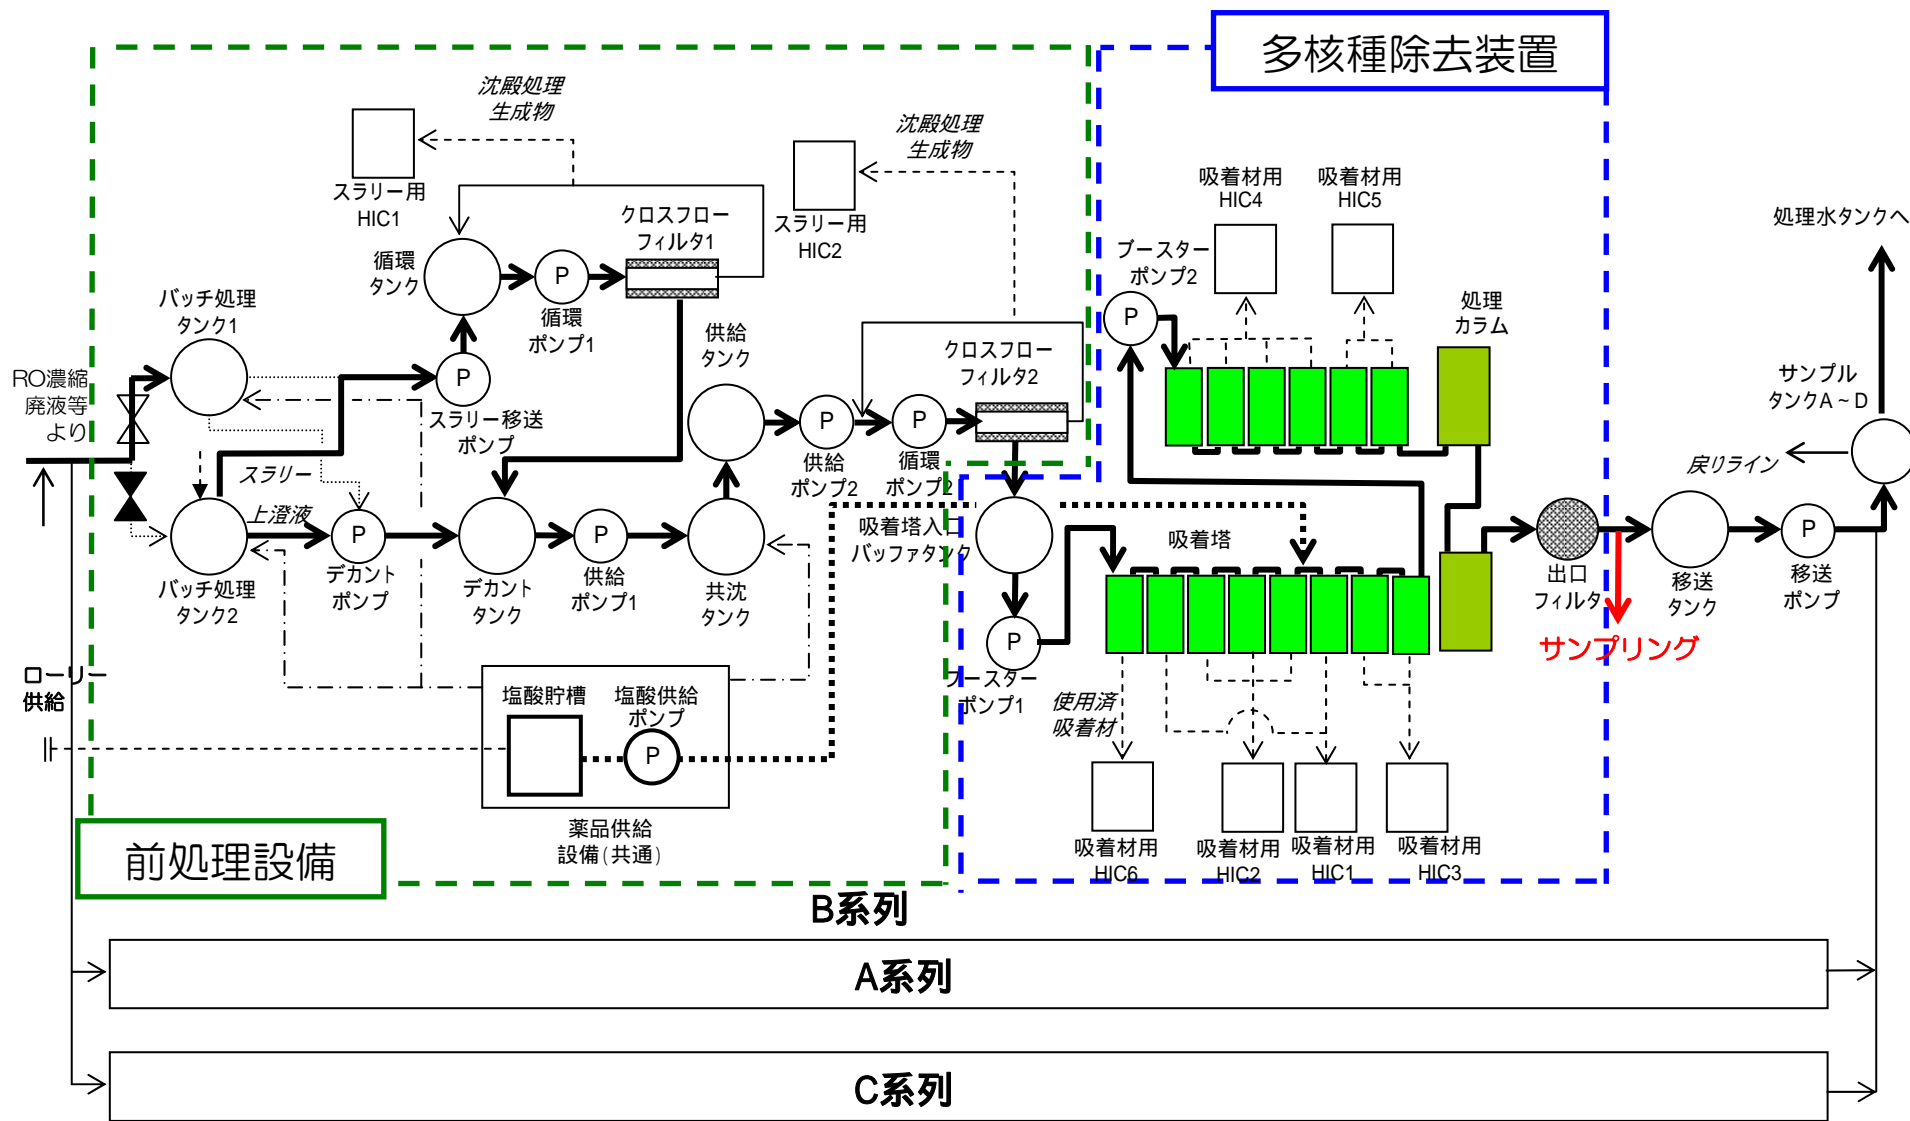 多核種除去装置
沈殿処理
生成物
沈殿処理
生成物
スラリー用
HIC1
スラリー用
HIC2
クロスフロー
フィルタ1
吸着材用
HIC4
吸着材用
HIC5
処理水タンクへ
循環
タンク
P
循環
ポンプ1
ブースター
ポンプ2
P
処理
カラム
バッチ処理
タンク1
供給
タンク
クロスフロー
フィルタ2
サンプル
タンクA～D
RO濃縮
廃液等
より
P
スラリー移送
ポンプ
P
供給
ポンプ2
P
循環
ポンプ2
戻りライン
スラリー
上澄液
バッチ処理
タンク2
P
デカント
ポンプ
デカント
タンク
P
供給
ポンプ1
共沈
タンク
吸着塔入口
バッファタンク
吸着塔
出口
フィルタ
移送
タンク
P
移送
ポンプ
サンプリング
P
ブースター
ポンプ1
ローリー
供給
塩酸貯槽
塩酸供給
ポンプ
P
使用済
吸着材
薬品供給
設備(共通)
吸着材用
HIC6
吸着材用
HIC2
吸着材用
HIC1
吸着材用
HIC3
前処理設備
B系列
A系列
C系列